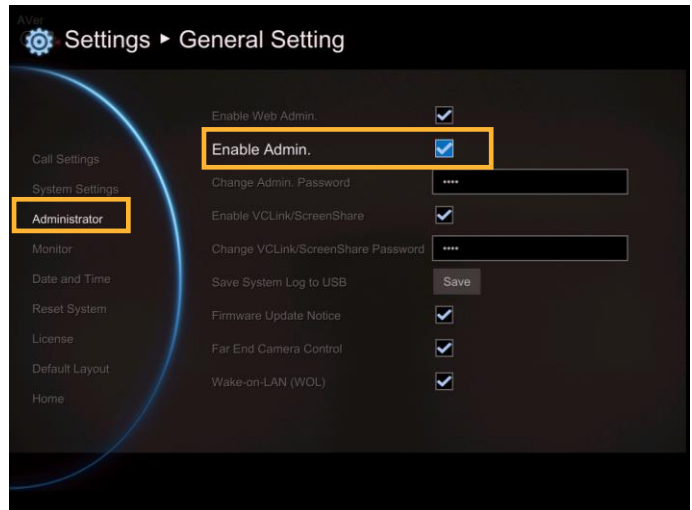 AVer
Settings ► General Setting
Call Settings
System Settings
Administrator
Monitor
Date and Time
Reset System
License
Default Layout
Home
Enable Web Admin.
Enable Admin.
Change Admin. Password ••••
Enable VCLink/ScreenShare
Change VCLink/ScreenShare Password ••••
Save System Log to USB Save
Firmware Update Notice
Far End Camera Control
Wake-on-LAN (WOL)